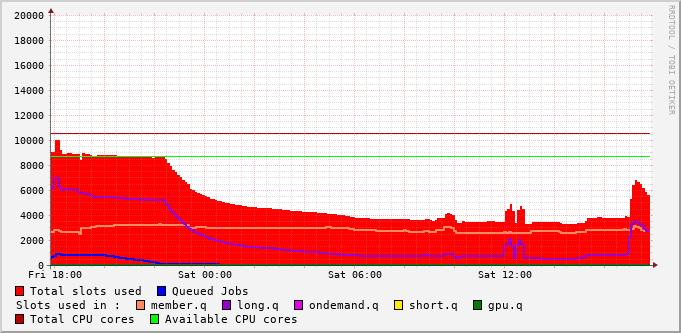 20000
18000
16000
14000
12000
10000
8000
6000
4000
2000
0
Fri 18:00 Sat 00:00 Sat 06:00 Sat 12:00
Total slots used Queued Jobs
Slots used in : member.q long.q ondemand.q short.q gpu.q
Total CPU cores Available CPU cores
RRDTOOL / TOBI OETIKER